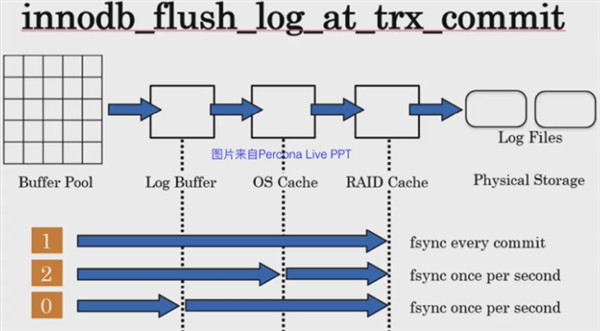 innodb_flush_log_at_trx_commit
Log Files
图片来自Percona Live PPT
Buffer Pool
Log Buffer
OS Cache
RAID Cache
Physical Storage
1
fsync every commit
2
fsync once per second
0
fsync once per second